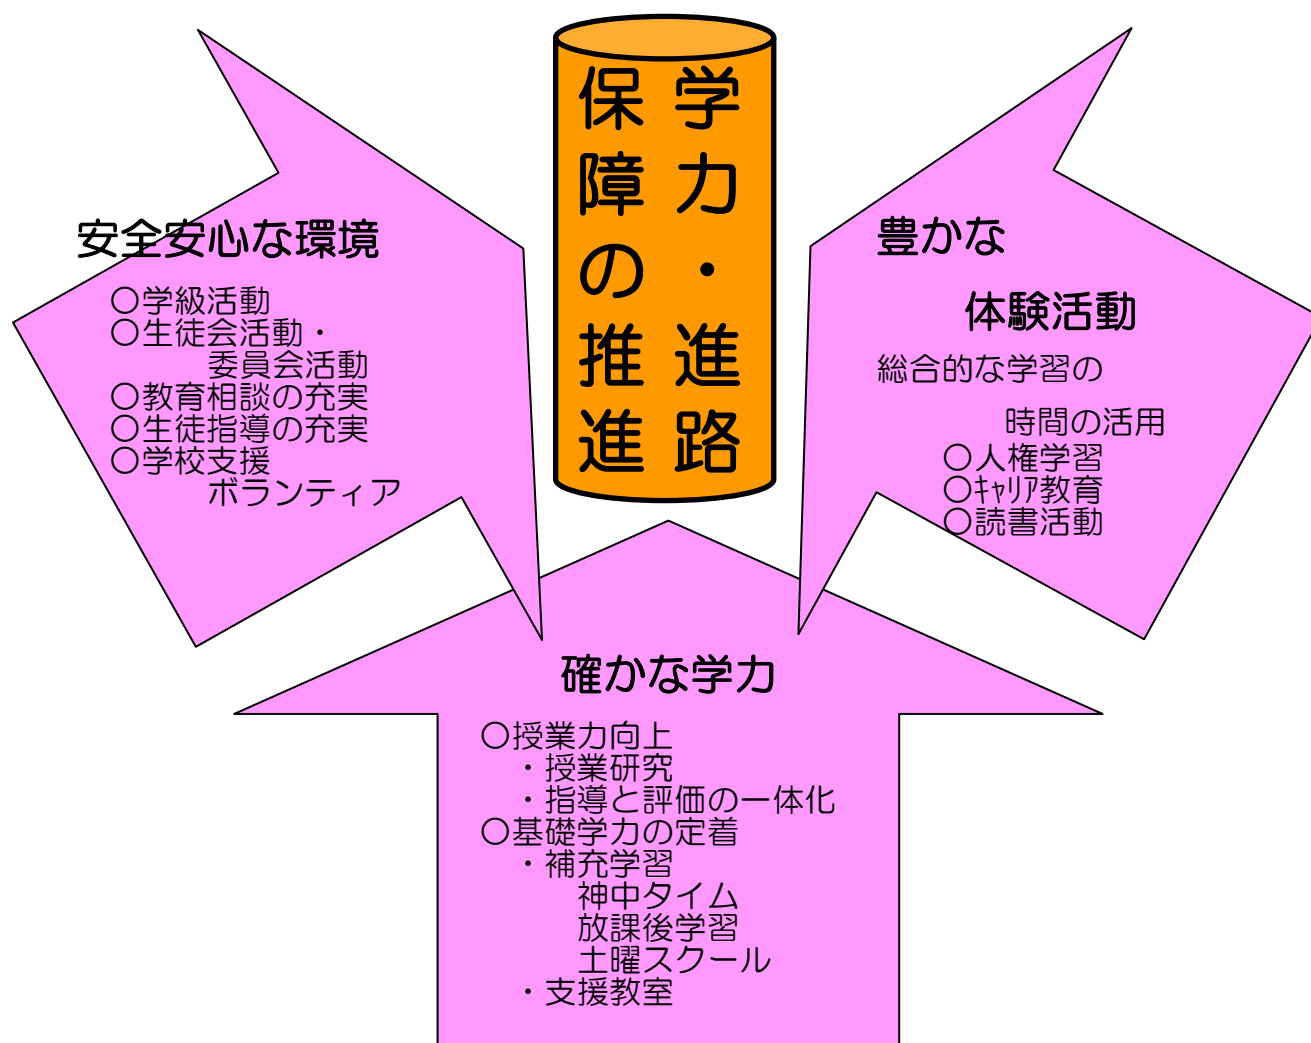 学力・進路
保障の推進
安全安心な環境
○学級活動
○生徒会活動・
委員会活動
○教育相談の充実
○生徒指導の充実
○学校支援
ボランティア
豊かな
体験活動
総合的な学習の
時間の活用
○人権学習
○ｷｬﾘｱ教育
○読書活動
確かな学力
○授業力向上
・授業研究
・指導と評価の一体化
○基礎学力の定着
・補充学習
神中タイム
放課後学習
土曜スクール
・支援教室